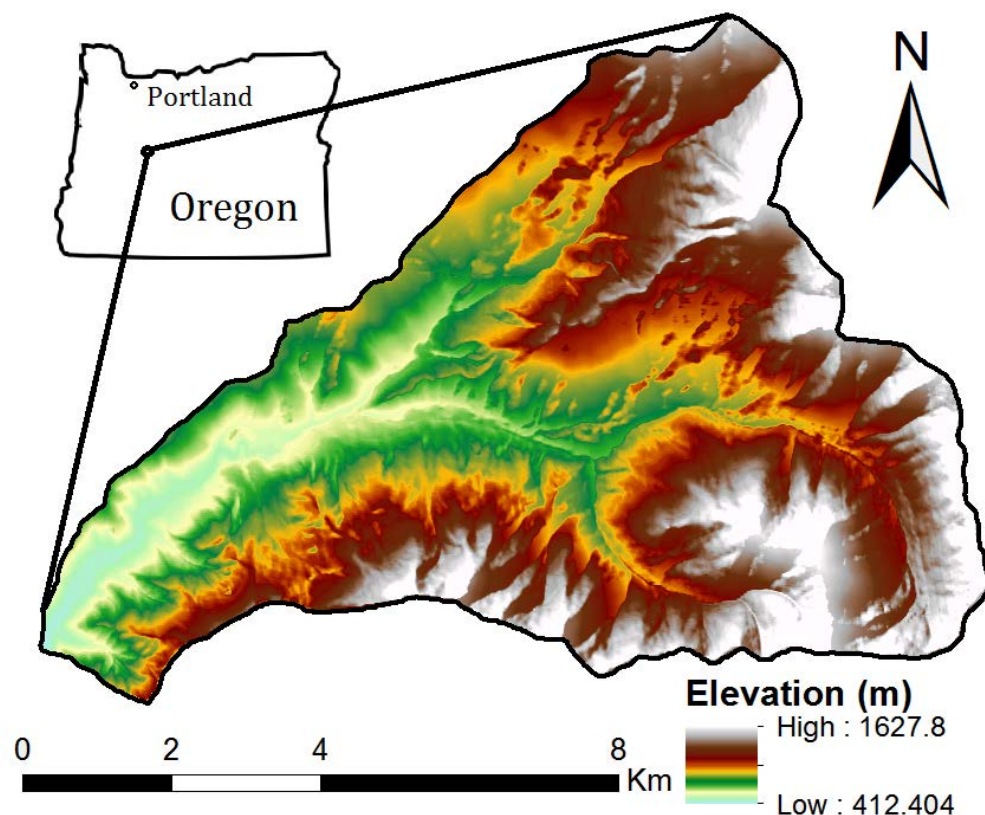 N
Portland
Oregon
Elevation (m)
High : 1627.8
Low : 412.404
0 2 4 8
Km